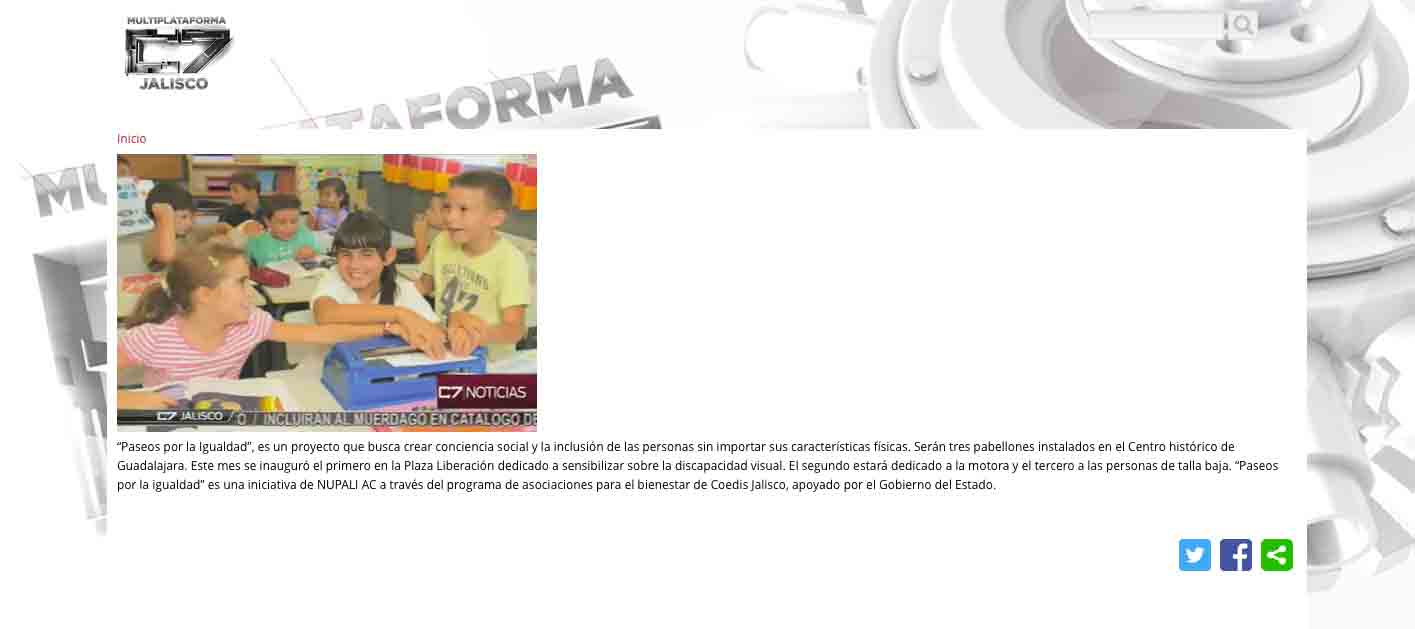 MULTIPLATAFORMA
C7
JALISCO
ATAFORMA
MU
Inicio
47
C7 NOTICIAS
C7 JALISCO / O / INCLUIRAN AL MUERDAGO EN CATALOGO DE
“Paseos por la Igualdad”, es un proyecto que busca crear conciencia social y la inclusión de las personas sin importar sus características físicas. Serán tres pabellones instalados en el Centro histórico de
Guadalajara. Este mes se inauguró el primero en la Plaza Liberación dedicado a sensibilizar sobre la discapacidad visual. El segundo estará dedicado a la motora y el tercero a las personas de talla baja. “Paseos
por la igualdad” es una iniciativa de NUPALI AC a través del programa de asociaciones para el bienestar de Coedis Jalisco, apoyado por el Gobierno del Estado.